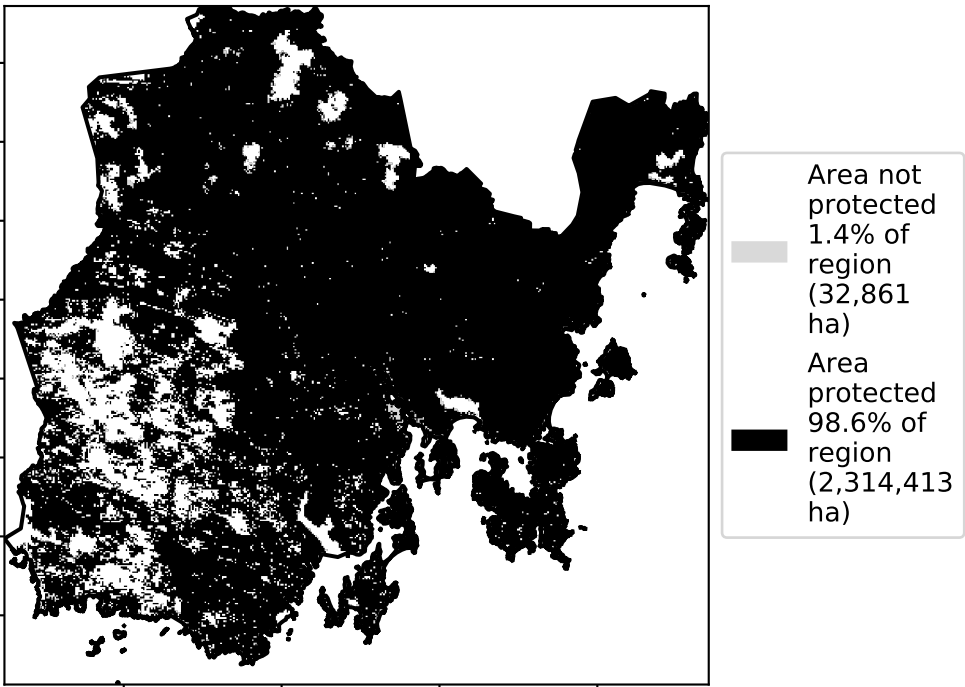 Area not
protected
1.4% of
region
(32,861
ha)
Area
protected
98.6% of
region
(2,314,413
ha)